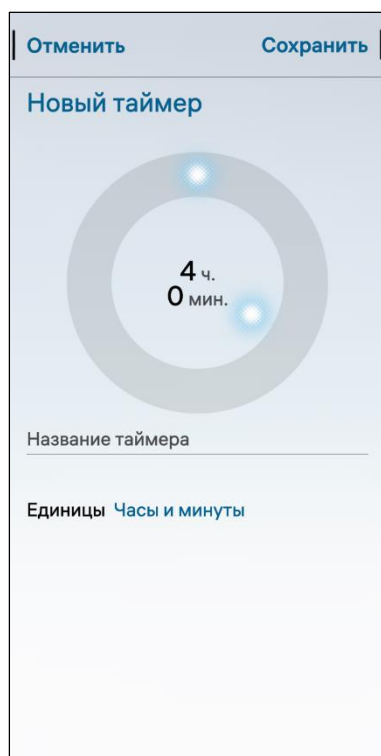 Отменить Сохранить
Новый таймер
4 ч.
0 мин.
Название таймера
Единицы Часы и минуты